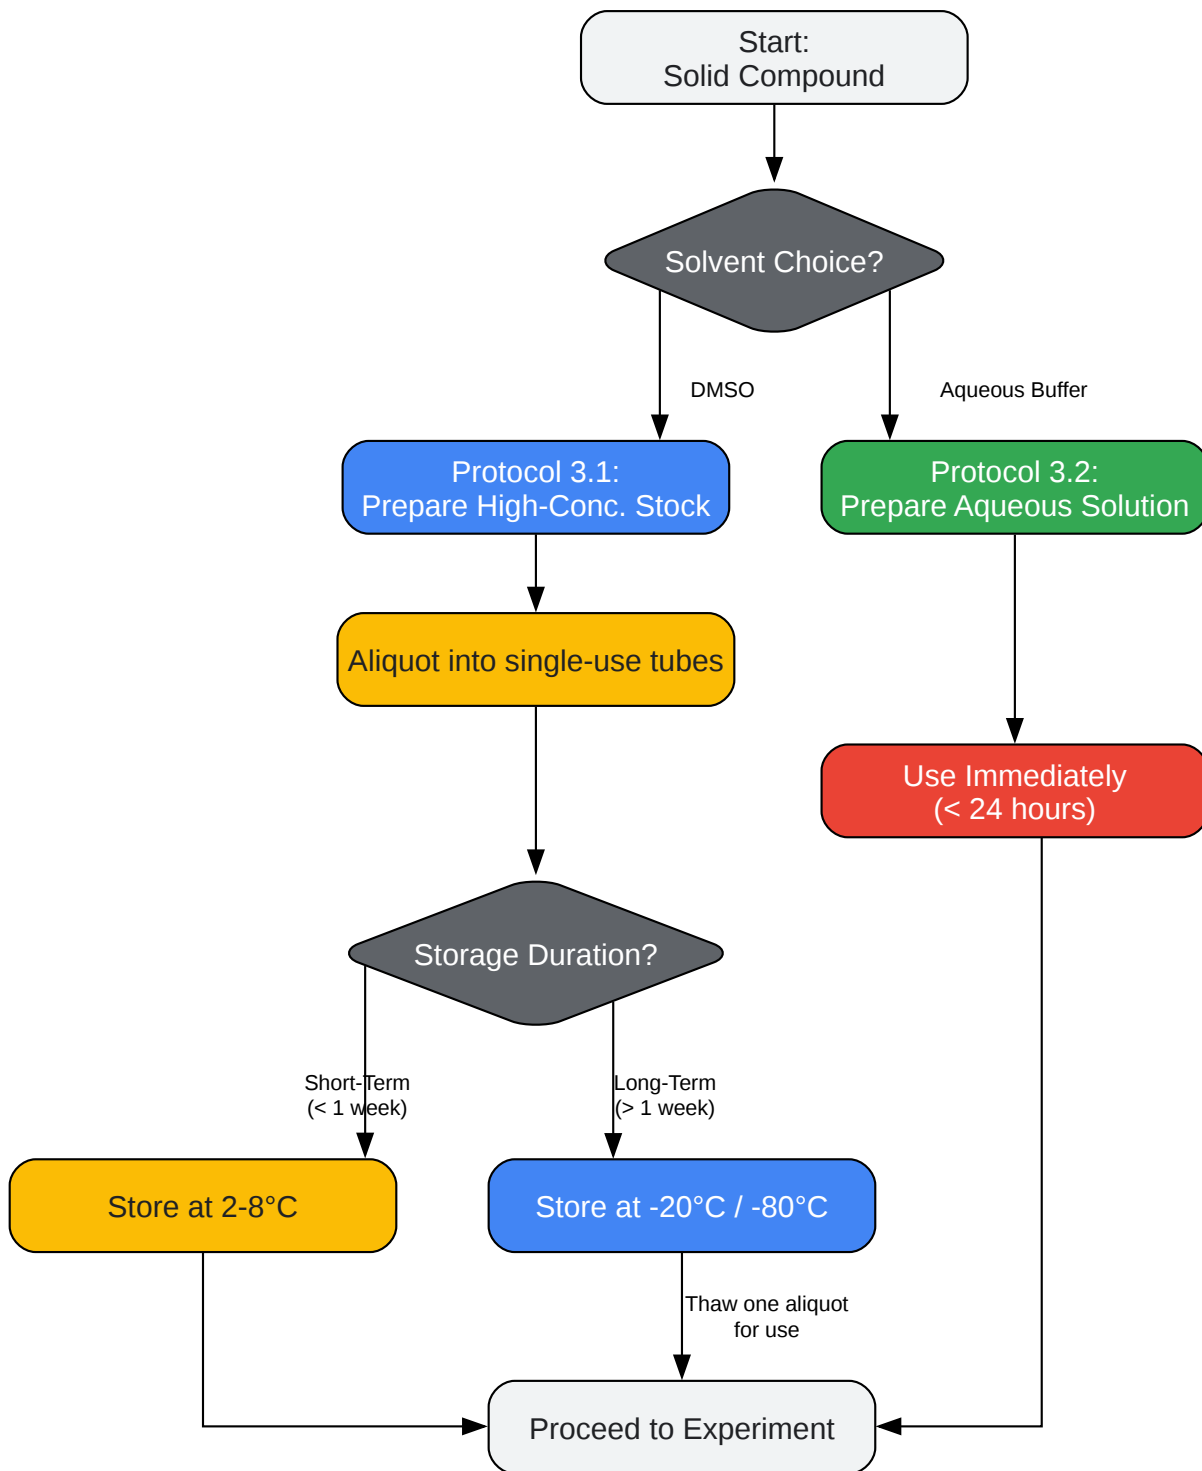 Start:
Solid Compound
Solvent Choice?
DMSO
Aqueous Buffer
Protocol 3.1:
Prepare High-Conc. Stock
Protocol 3.2:
Prepare Aqueous Solution
Aliquot into single-use tubes
Use Immediately
(< 24 hours)
Storage Duration?
Short-Term
(< 1 week)
Long-Term
(> 1 week)
Store at 2-8°C
Store at -20°C / -80°C
Thaw one aliquot
for use
Proceed to Experiment